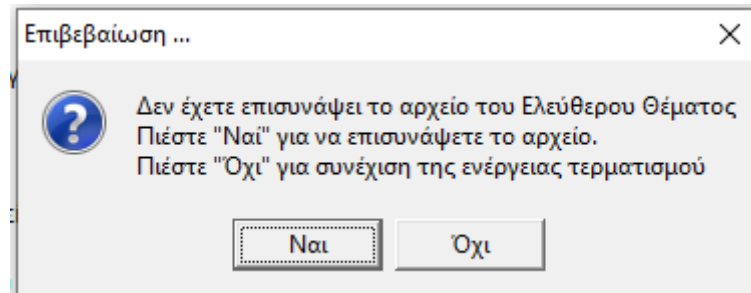 Επιβεβαίωση ...
Δεν έχετε επισυνάψει το αρχείο του Ελεύθερου Θέματος
Πιέστε "Ναί" για να επισυνάψετε το αρχείο.
Πιέστε "Όχι" για συνέχιση της ενέργειας τερματισμού
Ναι Όχι